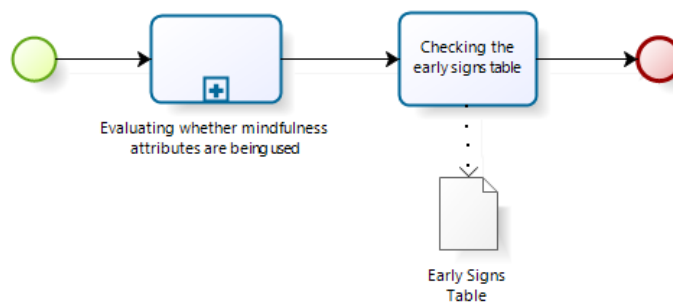 Checking the
early signs table
Evaluating whether mindfulness
attributes are being used
Early Signs
Table